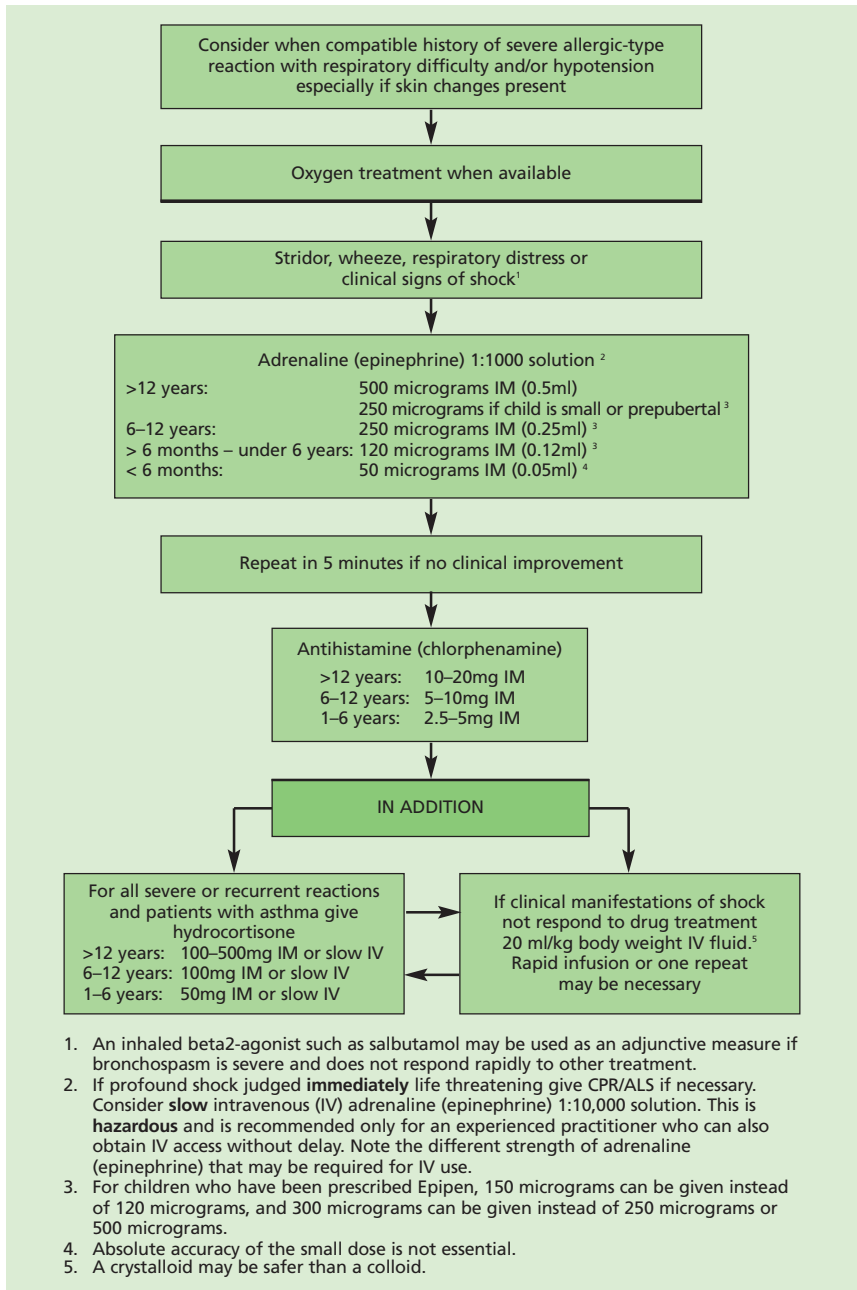 Consider when compatible history of severe allergic-type
reaction with respiratory difficulty and/or hypotension
especially if skin changes present
Oxygen treatment when available
Stridor, wheeze, respiratory distress or
clinical signs of shock¹
Adrenaline (epinephrine) 1:1000 solution ²
>12 years: 500 micrograms IM (0.5ml)
250 micrograms if child is small or prepubertal ³
6–12 years: 250 micrograms IM (0.25ml) ³
> 6 months – under 6 years: 120 micrograms IM (0.12ml) ³
< 6 months: 50 micrograms IM (0.05ml) ⁴
Repeat in 5 minutes if no clinical improvement
Antihistamine (chlorphenamine)
>12 years: 10–20mg IM
6–12 years: 5–10mg IM
1–6 years: 2.5–5mg IM
IN ADDITION
For all severe or recurrent reactions
and patients with asthma give
hydrocortisone
>12 years: 100–500mg IM or slow IV
6–12 years: 100mg IM or slow IV
1–6 years: 50mg IM or slow IV
If clinical manifestations of shock
not respond to drug treatment
20 ml/kg body weight IV fluid.⁵
Rapid infusion or one repeat
may be necessary
1. An inhaled beta2-agonist such as salbutamol may be used as an adjunctive measure if
bronchospasm is severe and does not respond rapidly to other treatment.
2. If profound shock judged immediately life threatening give CPR/ALS if necessary.
Consider slow intravenous (IV) adrenaline (epinephrine) 1:10,000 solution. This is
hazardous and is recommended only for an experienced practitioner who can also
obtain IV access without delay. Note the different strength of adrenaline
(epinephrine) that may be required for IV use.
3. For children who have been prescribed Epipen, 150 micrograms can be given instead
of 120 micrograms, and 300 micrograms can be given instead of 250 micrograms or
500 micrograms.
4. Absolute accuracy of the small dose is not essential.
5. A crystalloid may be safer than a colloid.